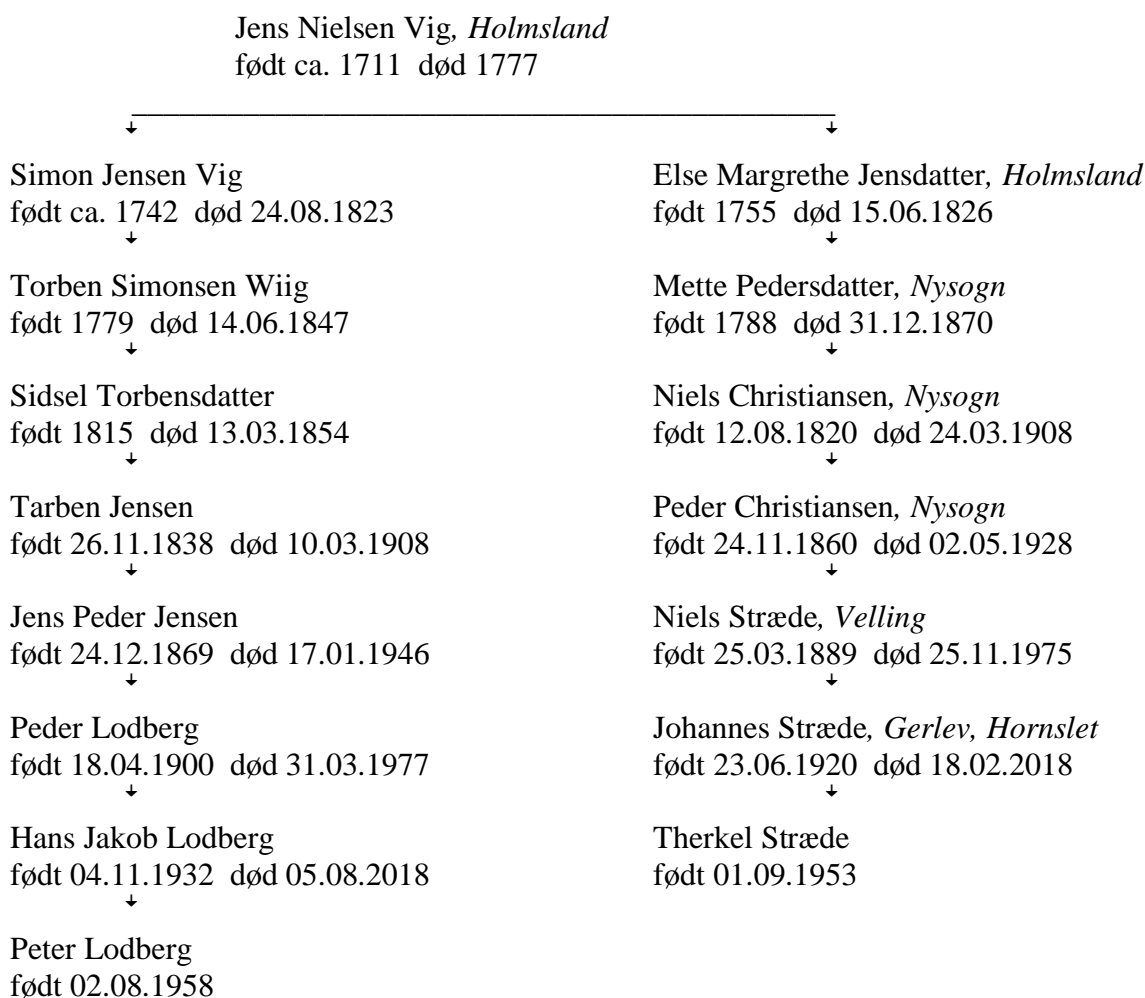 Jens Nielsen Vig, Holmsland
født ca. 1711 død 1777
Simon Jensen Vig
født ca. 1742 død 24.08.1823
Else Margrethe Jensdatter, Holmsland
født 1755 død 15.06.1826
Torben Simonsen Wiig
født 1779 død 14.06.1847
Mette Pedersdatter, Nysogn
født 1788 død 31.12.1870
Sidsel Torbensdatter
født 1815 død 13.03.1854
Niels Christiansen, Nysogn
født 12.08.1820 død 24.03.1908
Tarben Jensen
født 26.11.1838 død 10.03.1908
Peder Christiansen, Nysogn
født 24.11.1860 død 02.05.1928
Jens Peder Jensen
født 24.12.1869 død 17.01.1946
Niels Stræde, Velling
født 25.03.1889 død 25.11.1975
Peder Lodberg
født 18.04.1900 død 31.03.1977
Johannes Stræde, Gerlev, Hornslet
født 23.06.1920 død 18.02.2018
Hans Jakob Lodberg
født 04.11.1932 død 05.08.2018
Therkel Stræde
født 01.09.1953
Peter Lodberg
født 02.08.1958